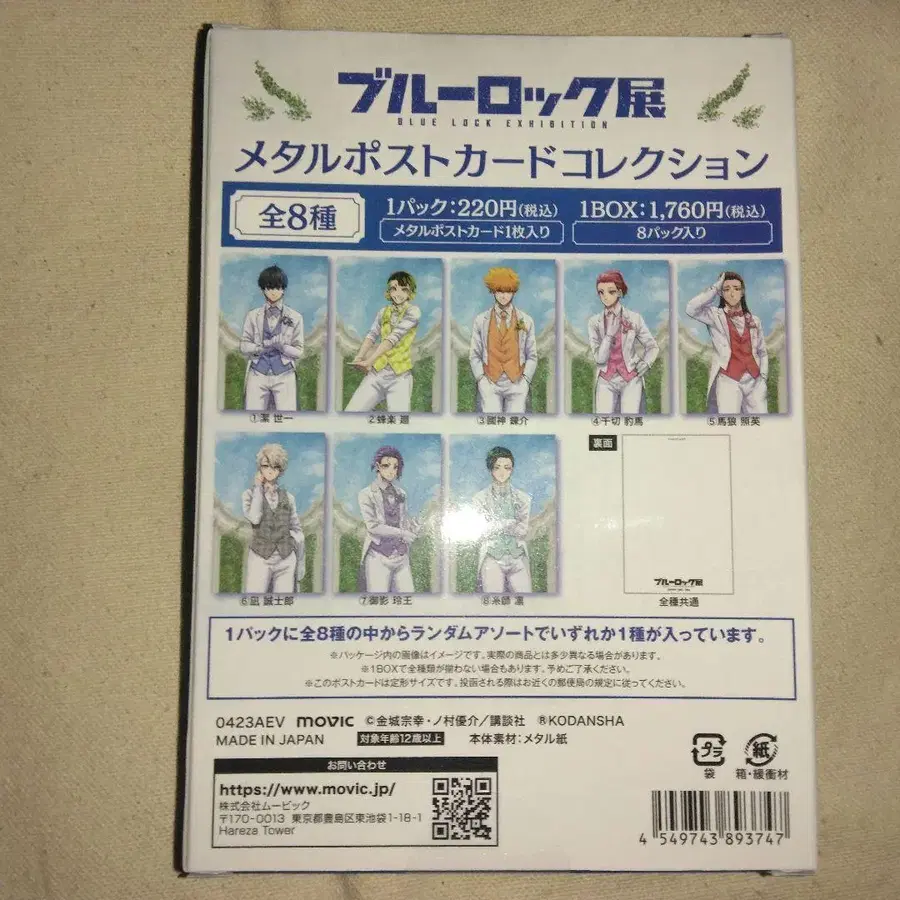 ブルーロック展
BLUE LOCK EXHIBITION
メタルポストカードコレクション
全8種
1パック:220円(税込)
メタルポストカード1枚入り
1BOX:1,760円(税込)
8パック入り
①潔 世一
②蜂楽 廻
③國神 錬介
④千切 豹馬
⑤馬狼 照英
⑥凪 誠士郎
⑦御影 玲王
⑧糸師 凛
裏面
ブルーロック展
全種共通
1パックに全8種の中からランダムアソートでいずれか1種が入っています。
※パッケージ内の画像はイメージです。実際の商品とは多少異なる場合があります。
※1BOXで全種類が揃わない場合もあります。予めご了承ください。
※このポストカードは定形サイズです。投函される際はお近くの郵便局の規定に従ってください。
0423AEV movic ©金城宗幸・ノ村優介/講談社 ®KODANSHA
MADE IN JAPAN 対象年齢12歳以上 本体素材:メタル紙
お問い合わせ
https://www.movic.jp/
株式会社ムービック
〒170-0013 東京都豊島区東池袋1-18-1
Hareza Tower
プラ
袋
紙
箱・緩衝材
4 549743 893747